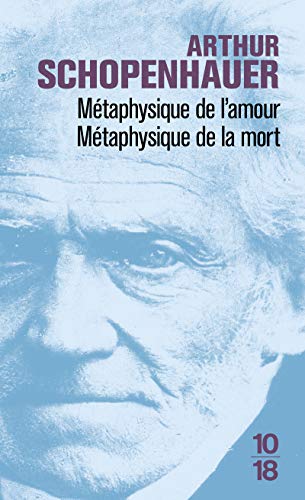 ARTHUR
SCHOPENHAUER
Métaphysique de l'amour
Métaphysique de la mort
10
18